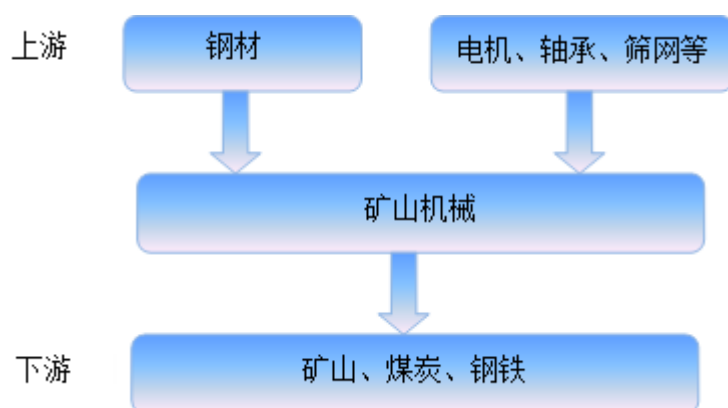 上游
钢材
电机、轴承、筛网等
矿山机械
下游
矿山、煤炭、钢铁